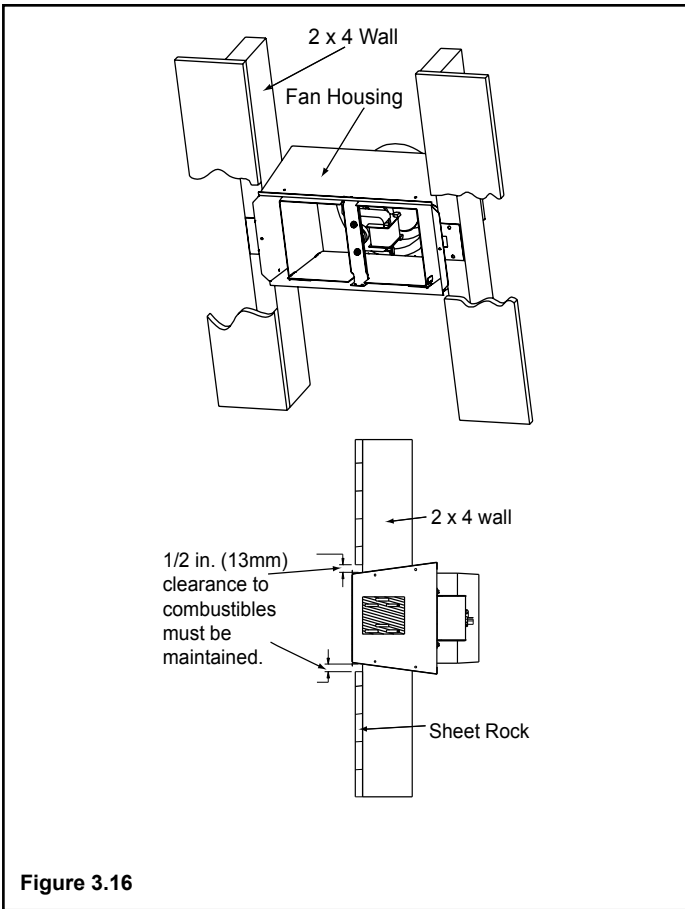 2 x 4 Wall
Fan Housing
2 x 4 wall
1/2 in. (13mm)
clearance to
combustibles
must be
maintained.
Sheet Rock
Figure 3.16